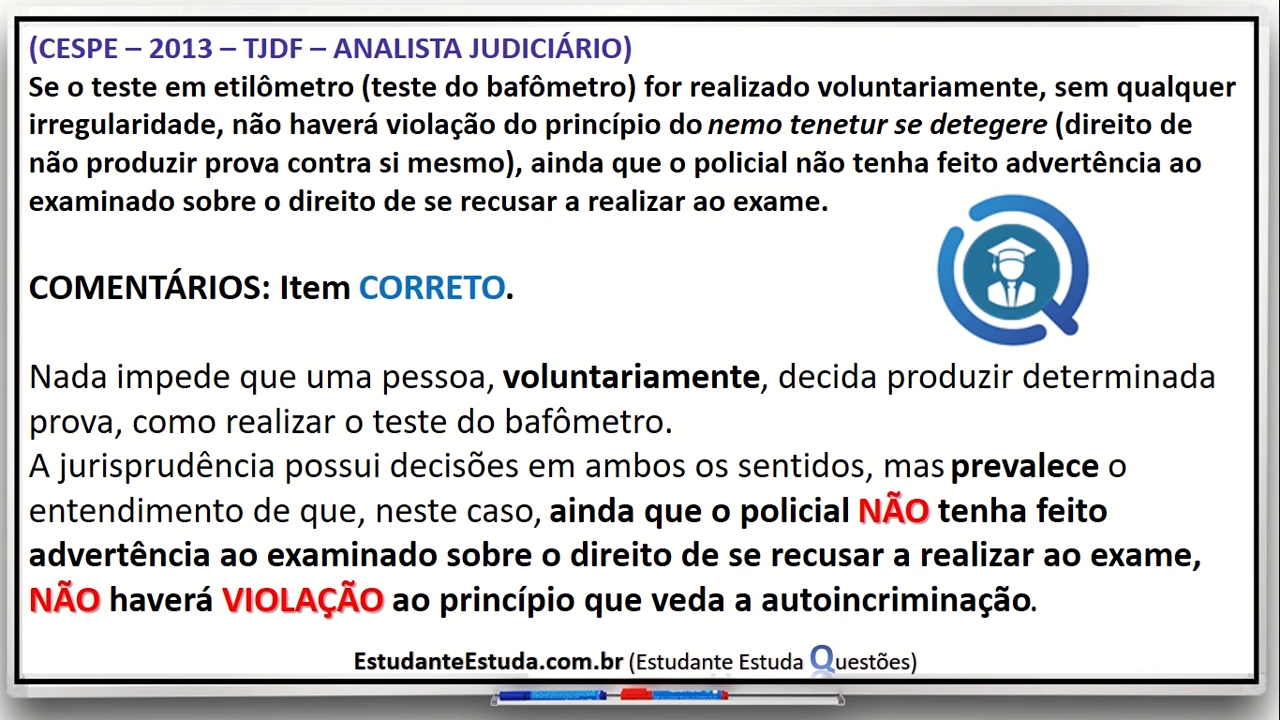 (CESPE – 2013 – TJDF – ANALISTA JUDICIÁRIO)
Se o teste em etilômetro (teste do bafômetro) for realizado voluntariamente, sem qualquer
irregularidade, não haverá violação do princípio do nemo tenetur se detegere (direito de
não produzir prova contra si mesmo), ainda que o policial não tenha feito advertência ao
examinado sobre o direito de se recusar a realizar ao exame.
COMENTÁRIOS: Item CORRETO.
Nada impede que uma pessoa, voluntariamente, decida produzir determinada
prova, como realizar o teste do bafômetro.
A jurisprudência possui decisões em ambos os sentidos, mas prevalece o
entendimento de que, neste caso, ainda que o policial NÃO tenha feito
advertência ao examinado sobre o direito de se recusar a realizar ao exame,
NÃO haverá VIOLAÇÃO ao princípio que veda a autoincriminação.
EstudanteEstuda.com.br (Estudante Estuda Questões)